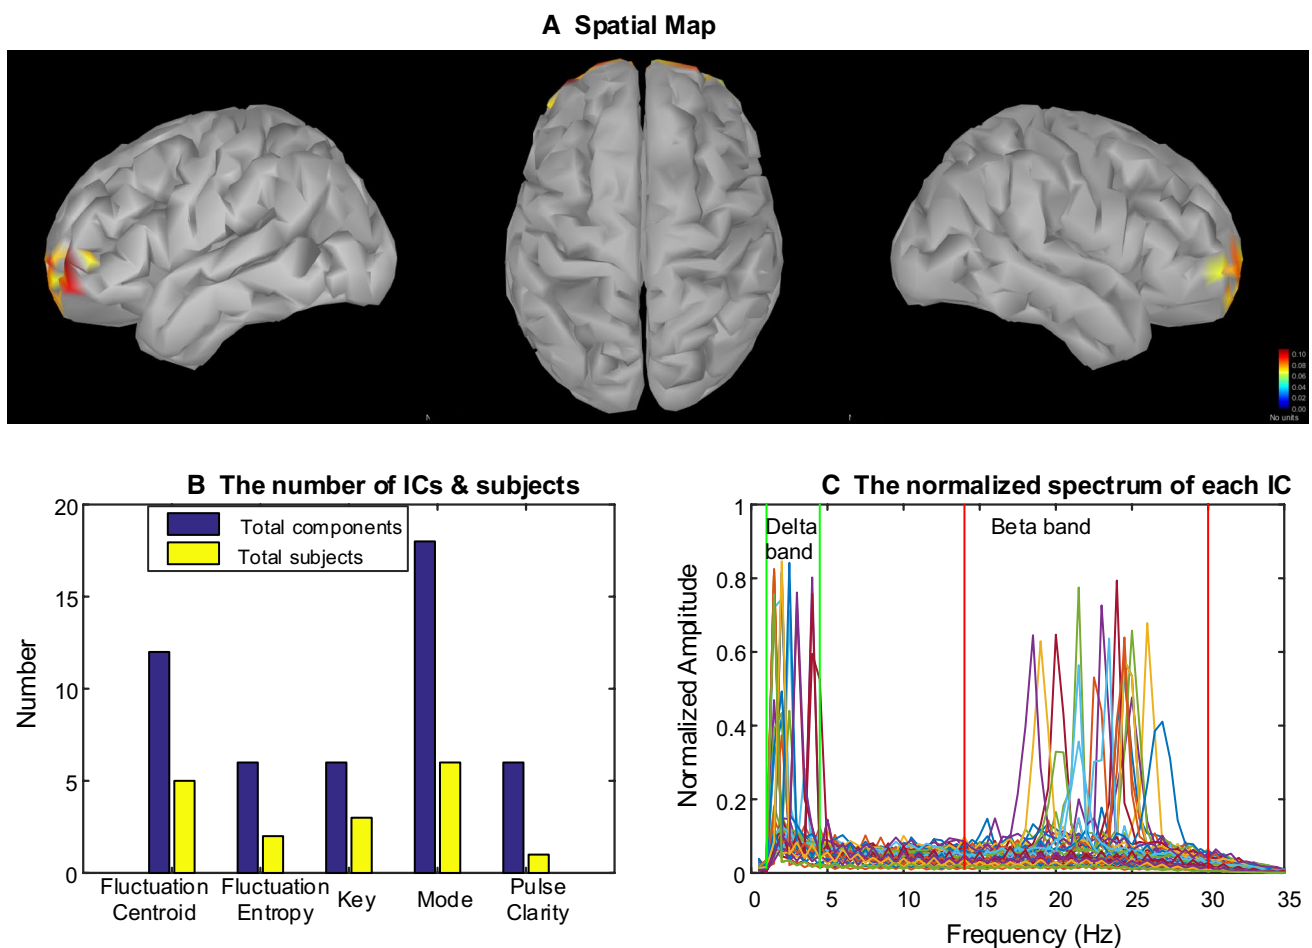 A Spatial Map
N
0.10
0.08
0.06
0.04
0.02
0.00
No units
B The number of ICs & subjects
20
15
10
5
0
Number
Total components
Total subjects
Fluctuation
Centroid
Fluctuation
Entropy
Key
Mode
Pulse
Clarity
C The normalized spectrum of each IC
1
0.8
0.6
0.4
0.2
0
Normalized Amplitude
Delta
band
Beta band
0 5 10 15 20 25 30 35
Frequency (Hz)